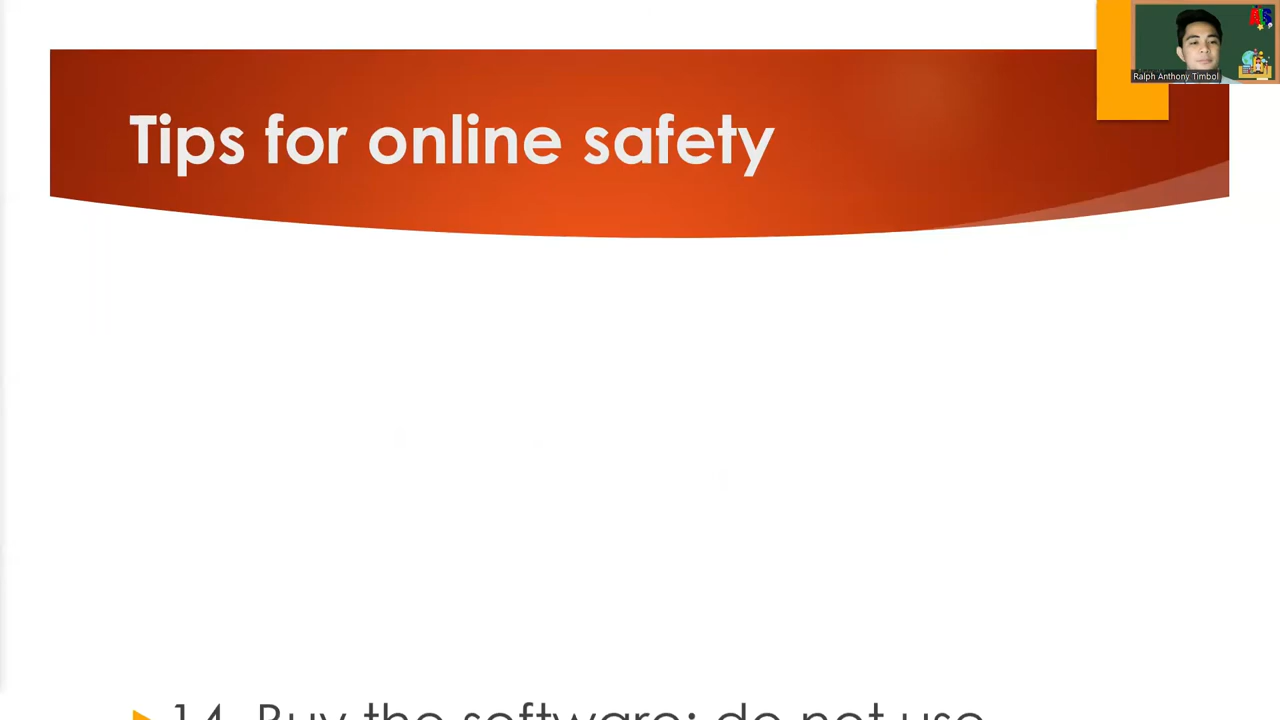 Tips for online safety
Ralph Anthony Timbol
14. Buy the software; do not use